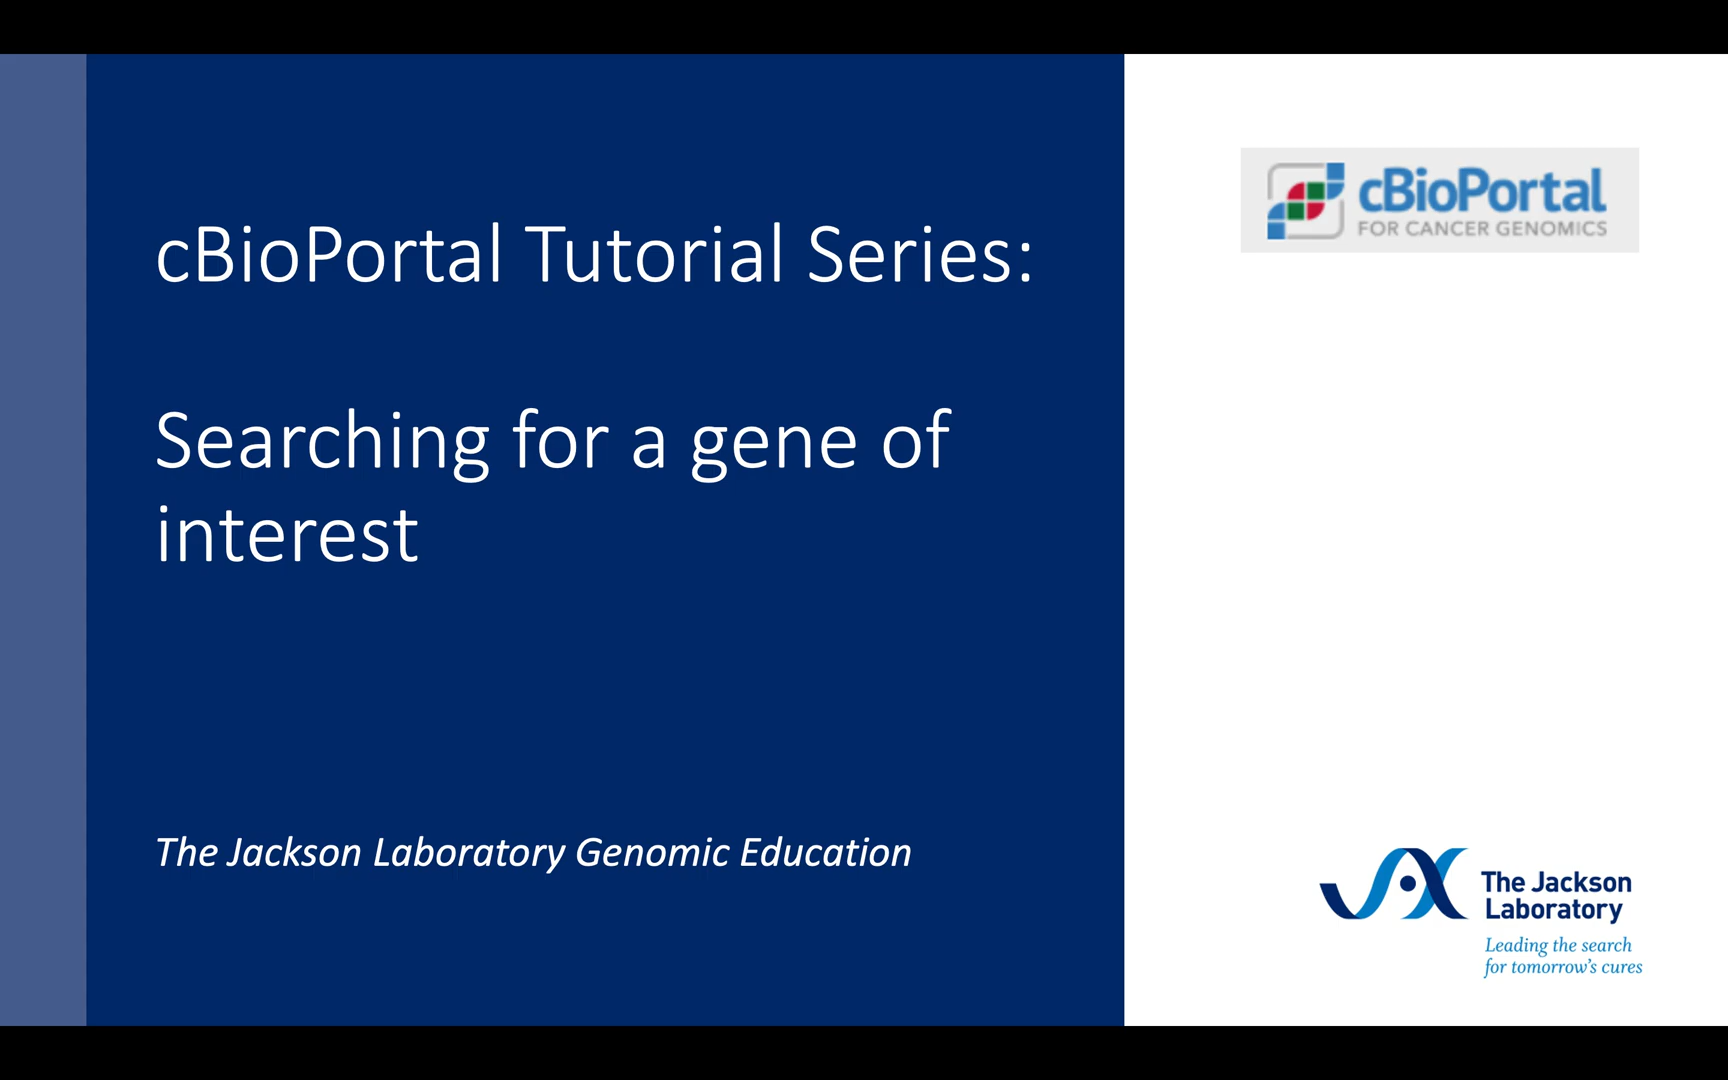 cBioPortal Tutorial Series:
Searching for a gene of
interest
The Jackson Laboratory Genomic Education
cBioPortal
FOR CANCER GENOMICS
The Jackson
Laboratory
Leading the search
for tomorrow's cures